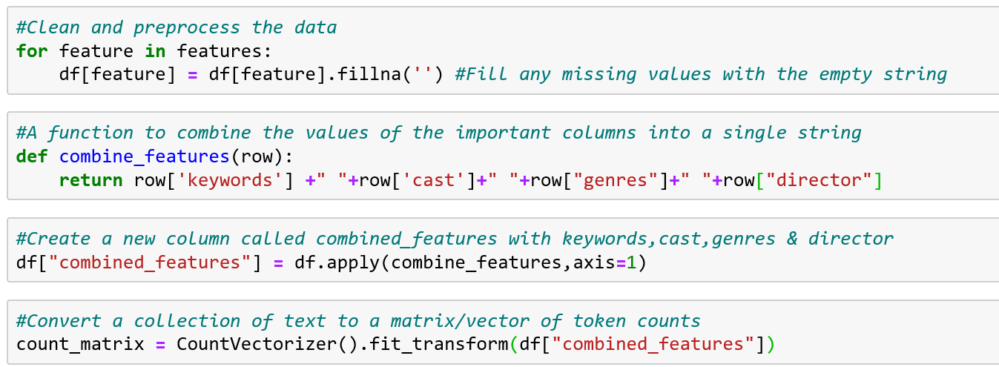 #Clean and preprocess the data
for feature in features:
    df[feature] = df[feature].fillna('') #Fill any missing values with the empty string
#A function to combine the values of the important columns into a single string
def combine_features(row):
    return row['keywords'] +" "+row['cast']+" "+row["genres"]+" "+row["director"]
#Create a new column called combined_features with keywords,cast,genres & director
df["combined_features"] = df.apply(combine_features,axis=1)
#Convert a collection of text to a matrix/vector of token counts
count_matrix = CountVectorizer().fit_transform(df["combined_features"])